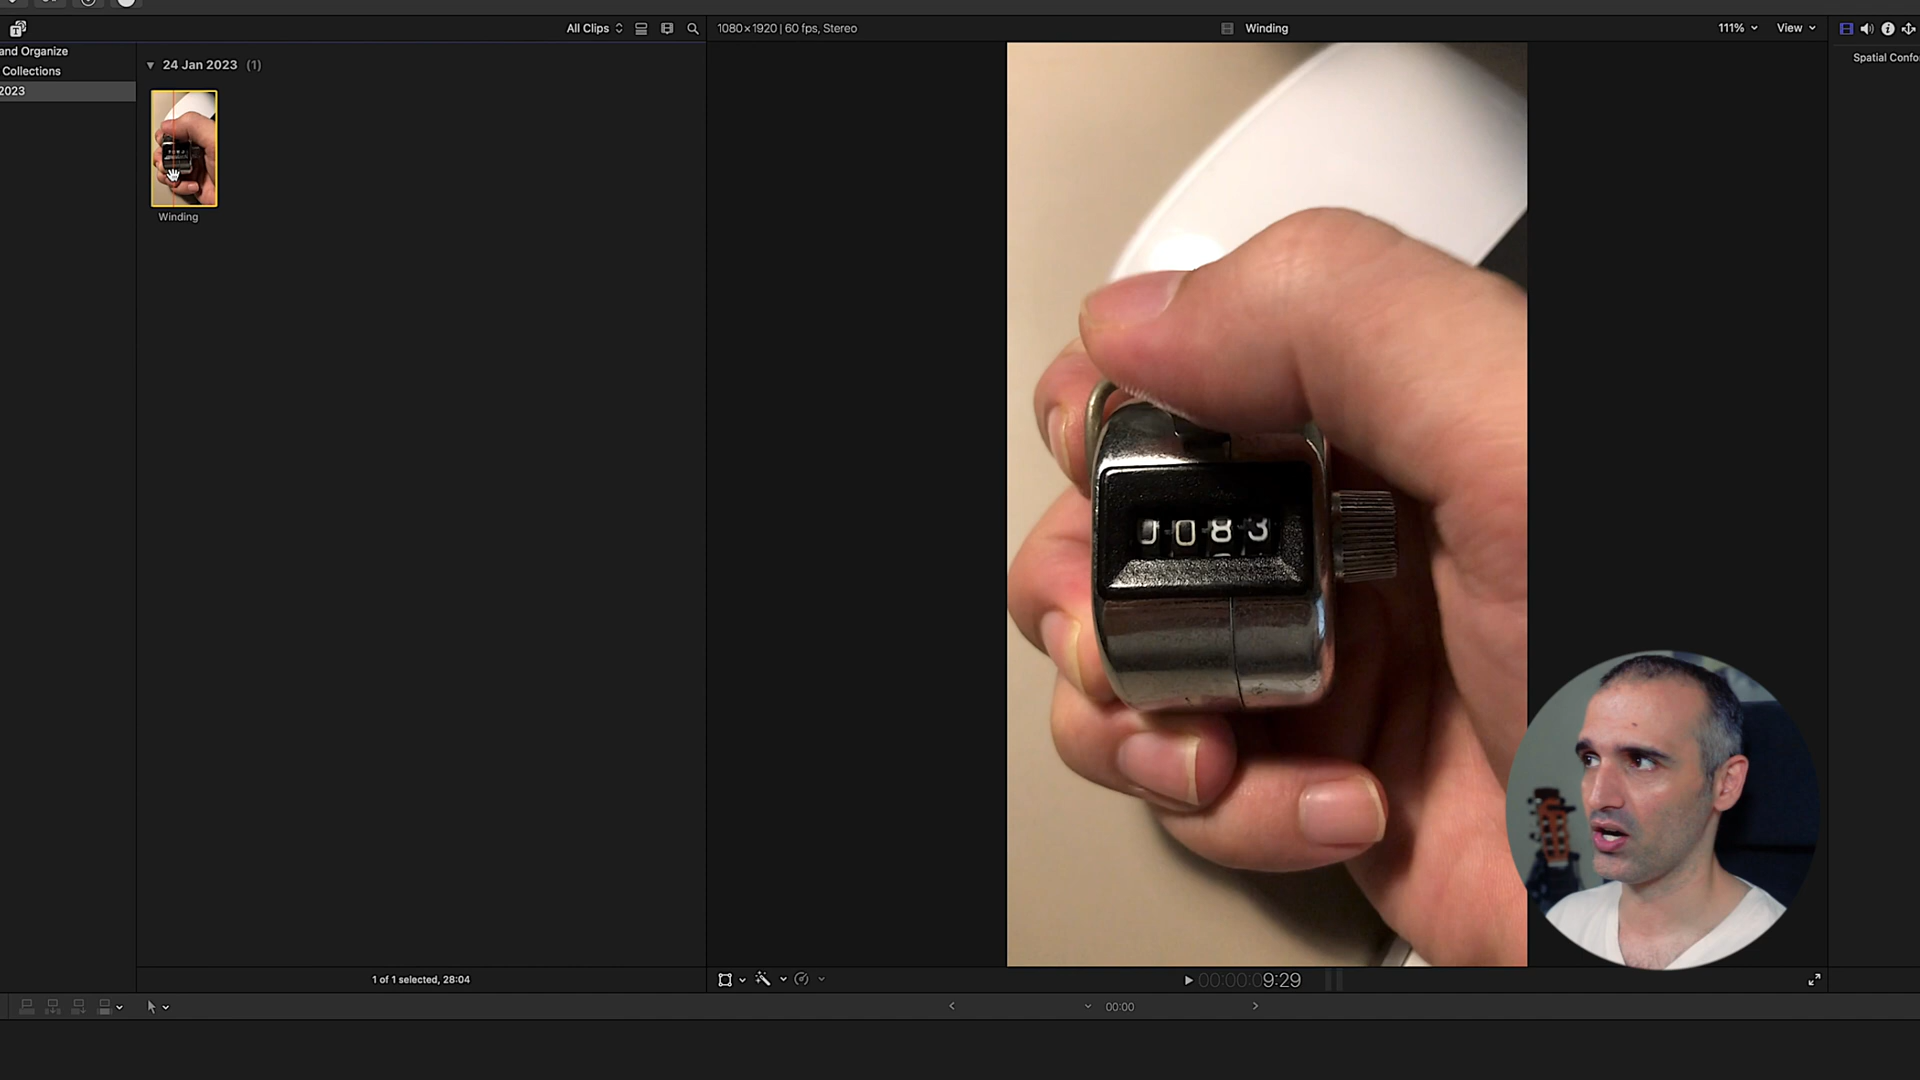 All Clips
1080×1920 | 60 fps, Stereo
Winding
111%
View
and Organize
Collections
2023
24 Jan 2023 (1)
Spatial Confo
Winding
0083
1 of 1 selected, 28:04
00:00:09:29
00:00